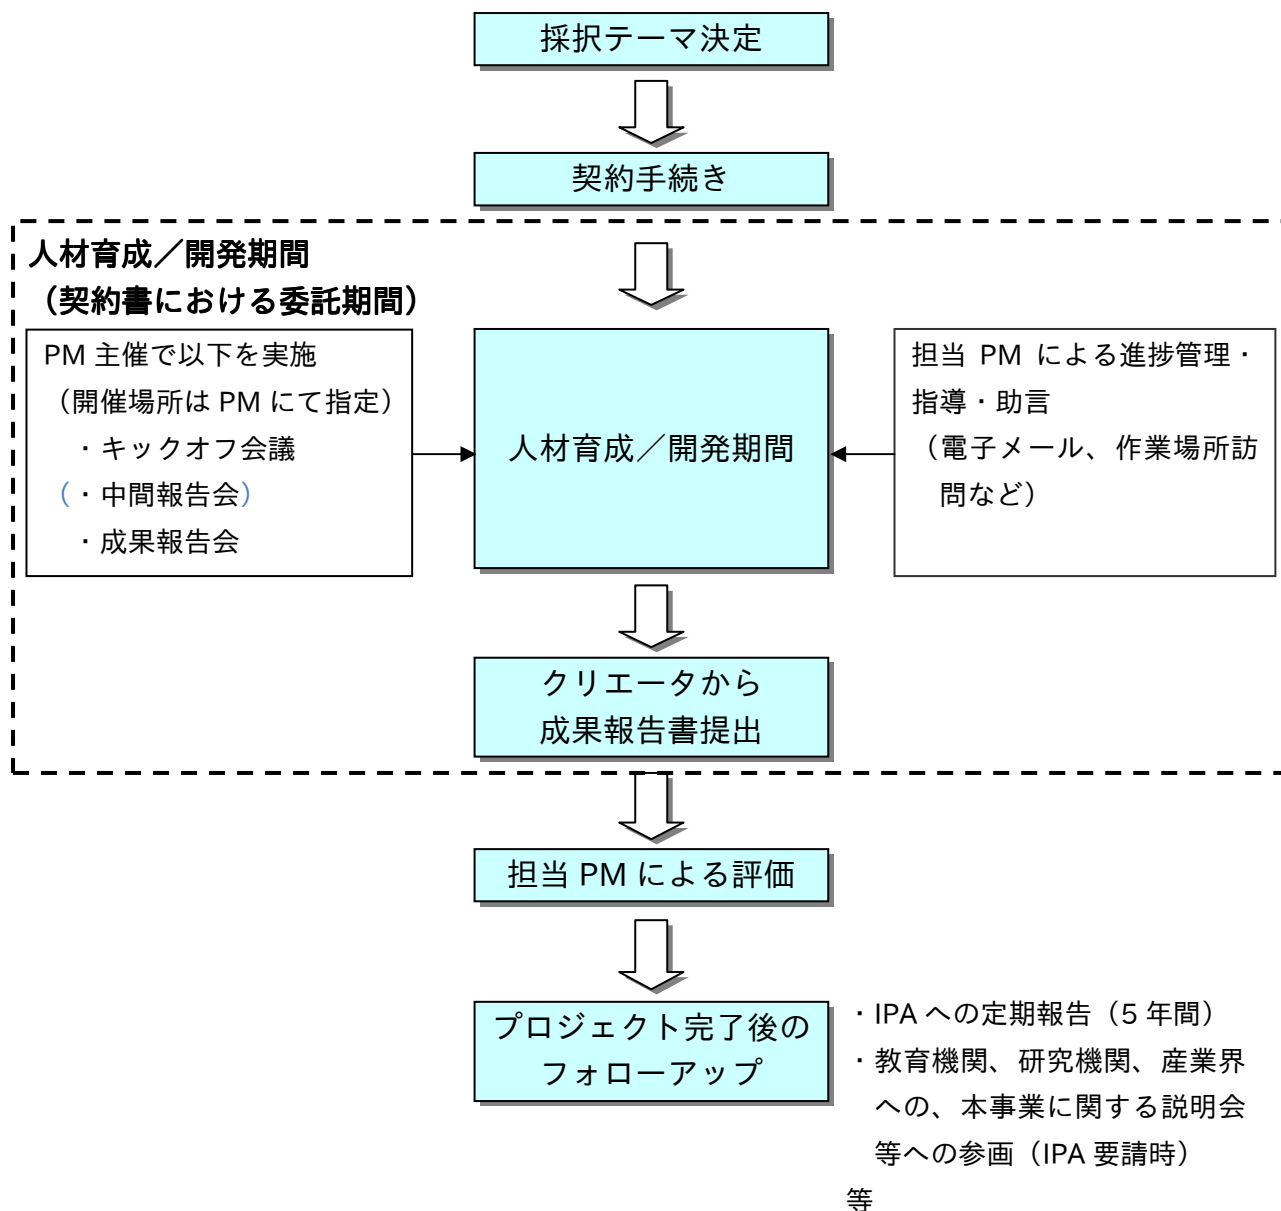 採択テーマ決定
契約手続き
人材育成／開発期間
（契約書における委託期間）
PM 主催で以下を実施
（開催場所は PM にて指定）
・キックオフ会議
（・中間報告会）
・成果報告会
人材育成／開発期間
担当 PM による進捗管理・
指導・助言
（電子メール、作業場所訪
問など）
クリエータから
成果報告書提出
担当 PM による評価
プロジェクト完了後の
フォローアップ
・IPA への定期報告（5 年間）
・教育機関、研究機関、産業界
への、本事業に関する説明会
等への参画（IPA 要請時）
等